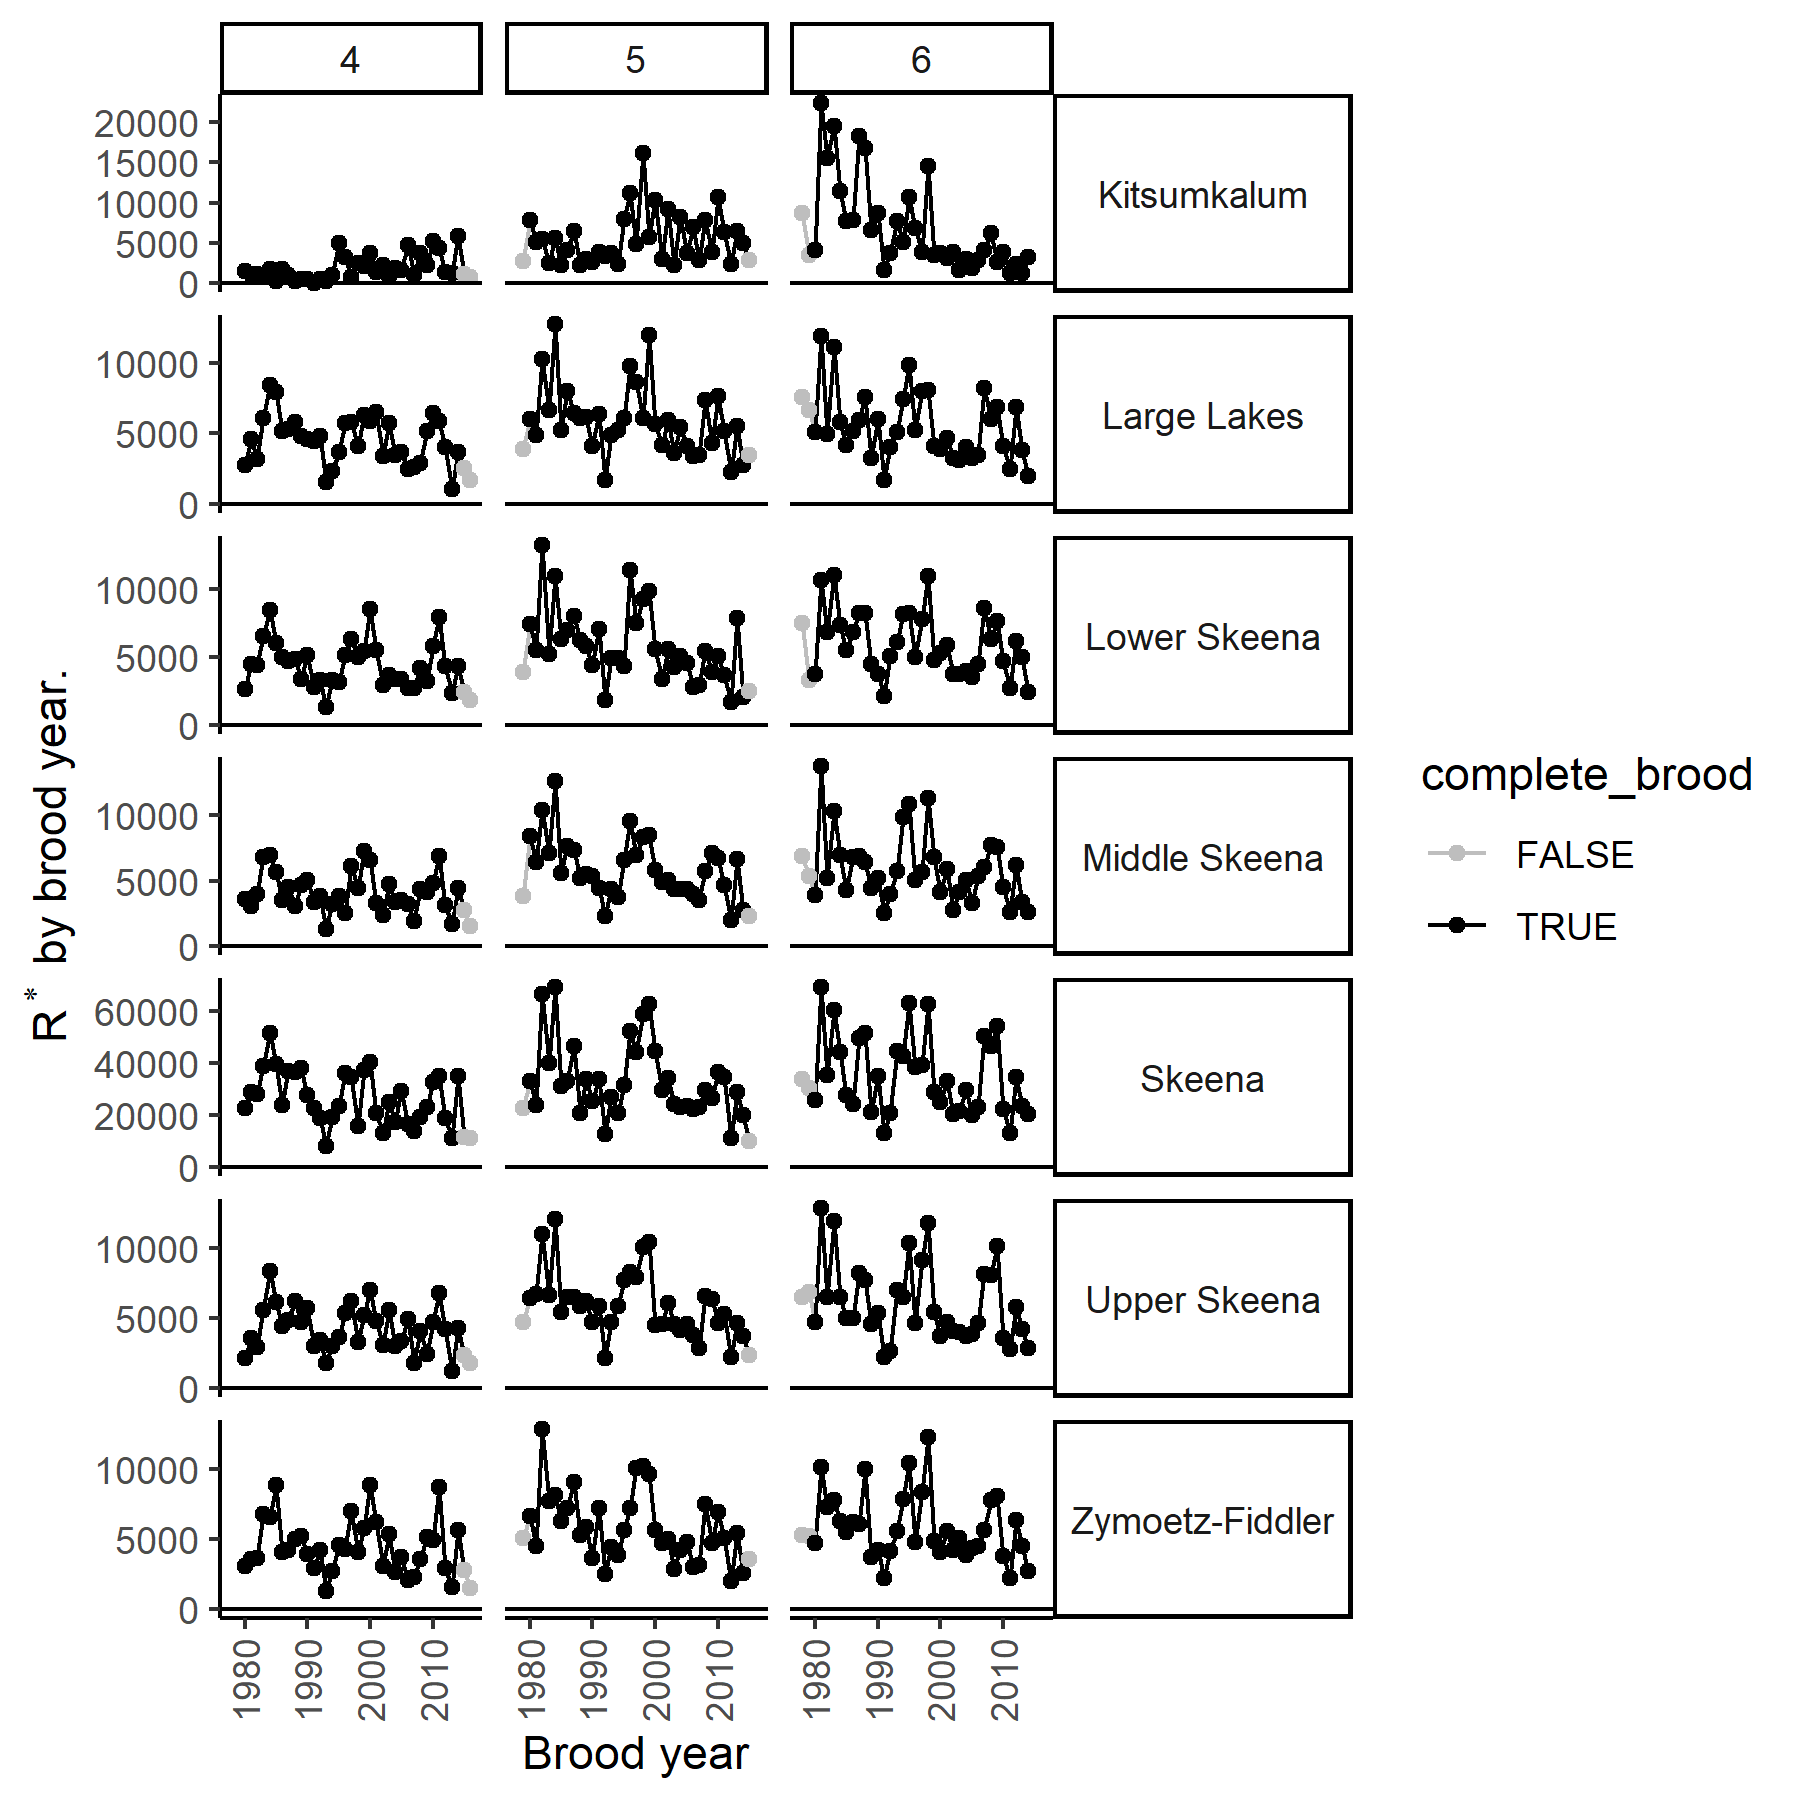 4 5 6
20000
15000
10000
5000
0
Kitsumkalum
10000
5000
0
Large Lakes
10000
5000
0
Lower Skeena
10000
5000
0
Middle Skeena
60000
40000
20000
0
Skeena
10000
5000
0
Upper Skeena
10000
5000
0
Zymoetz-Fiddler
1980 1990 2000 2010 1980 1990 2000 2010 1980 1990 2000 2010
Brood year
R* by brood year.
complete_brood
FALSE
TRUE